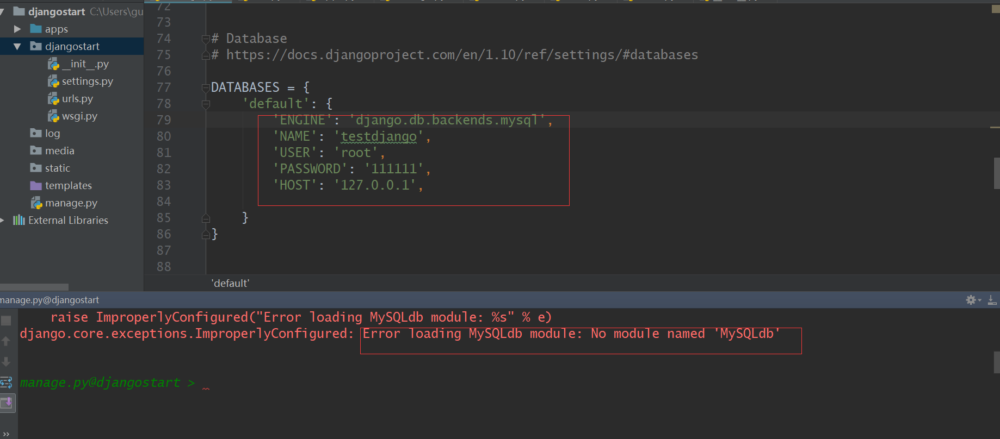 djangostart C:\Users\gu
apps
djangostart
__init__.py
settings.py
urls.py
wsgi.py
log
media
static
templates
manage.py
External Libraries
72
73
74 # Database
75 # https://docs.djangoproject.com/en/1.10/ref/settings/#databases
76
77 DATABASES = {
78 'default': {
79 'ENGINE': 'django.db.backends.mysql',
80 'NAME': 'testdjango',
81 'USER': 'root',
82 'PASSWORD': '111111',
83 'HOST': '127.0.0.1',
84
85 }
86 }
87
88
'default'
manage.py@djangostart
raise ImproperlyConfigured("Error loading MySQLdb module: %s" % e)
django.core.exceptions.ImproperlyConfigured: Error loading MySQLdb module: No module named 'MySQLdb'
manage.py@djangostart >